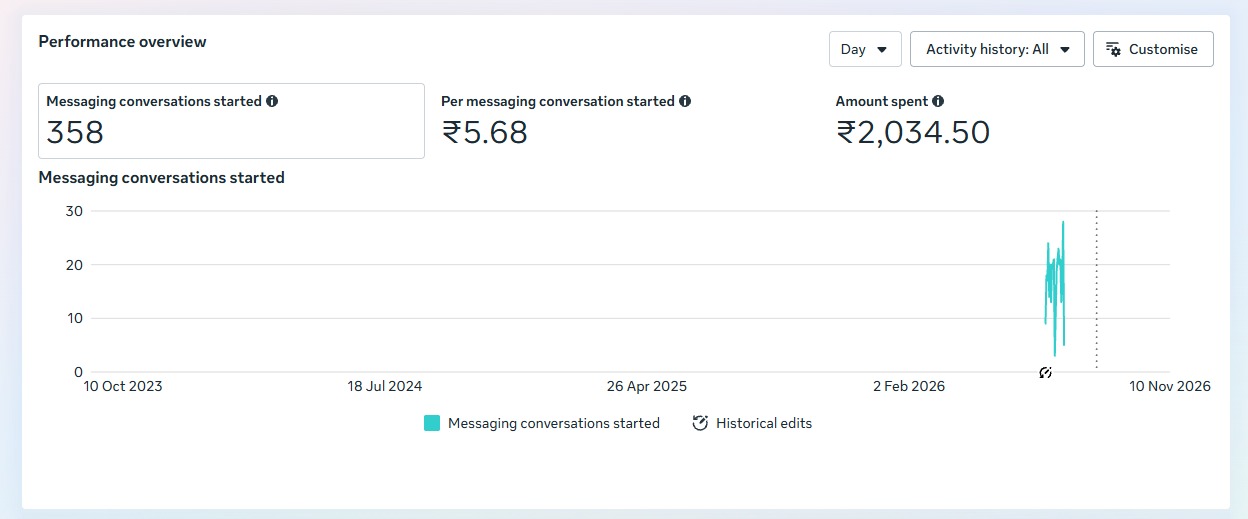 Performance overview
Day
Activity history: All
Customise
Messaging conversations started
358
Per messaging conversation started
₹5.68
Amount spent
₹2,034.50
Messaging conversations started
30
20
10
0
10 Oct 2023
18 Jul 2024
26 Apr 2025
2 Feb 2026
10 Nov 2026
Messaging conversations started
Historical edits